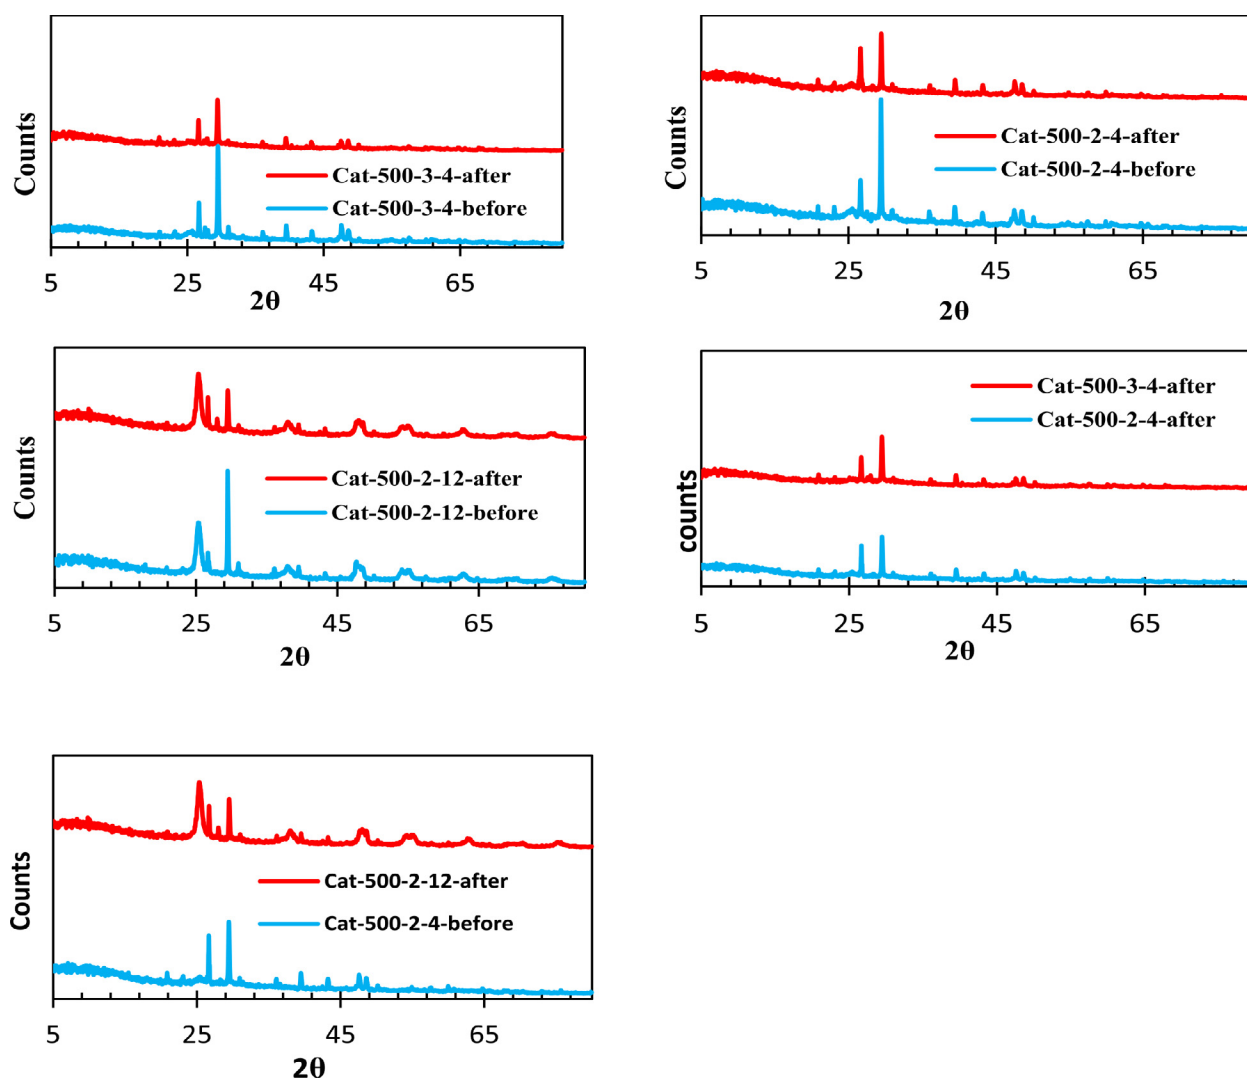 Counts
Cat-500-3-4-after
Cat-500-3-4-before
5 25 45 65
2θ
Counts
Cat-500-2-4-after
Cat-500-2-4-before
5 25 45 65
2θ
Counts
Cat-500-2-12-after
Cat-500-2-12-before
5 25 45 65
2θ
counts
Cat-500-3-4-after
Cat-500-2-4-after
5 25 45 65
2θ
Counts
Cat-500-2-12-after
Cat-500-2-4-before
5 25 45 65
2θ